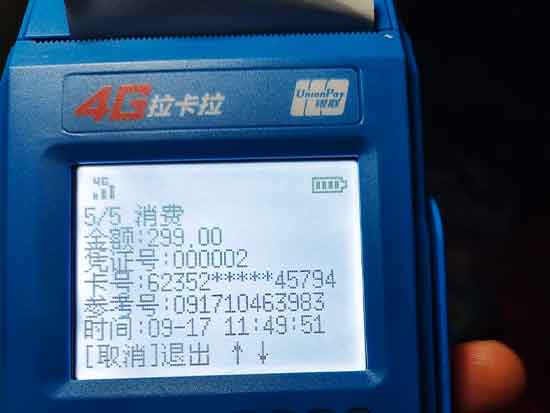 4G拉卡拉
UnionPay
银联
4G
5/5 消费
金额:299.00
凭证号:000002
卡号:62352*****45794
参考号:091710463983
时间:09-17 11:49:51
[取消]退出 ↑ ↓